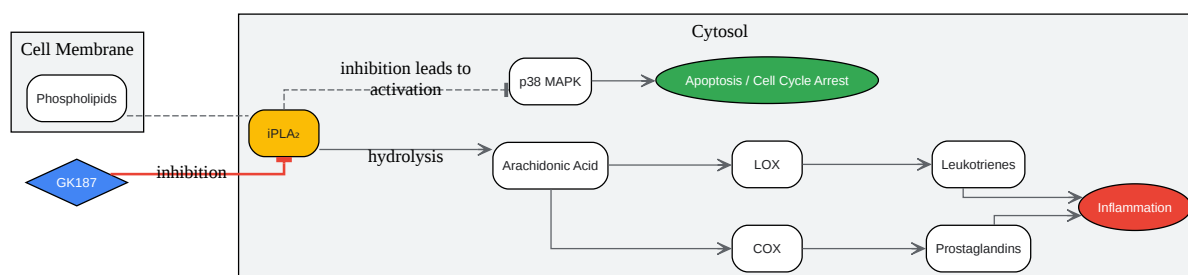 Cytosol
Cell Membrane
Phospholipids
inhibition leads to
activation
p38 MAPK
Apoptosis / Cell Cycle Arrest
iPLA₂
hydrolysis
Arachidonic Acid
LOX
Leukotrienes
GK187
inhibition
Inflammation
COX
Prostaglandins